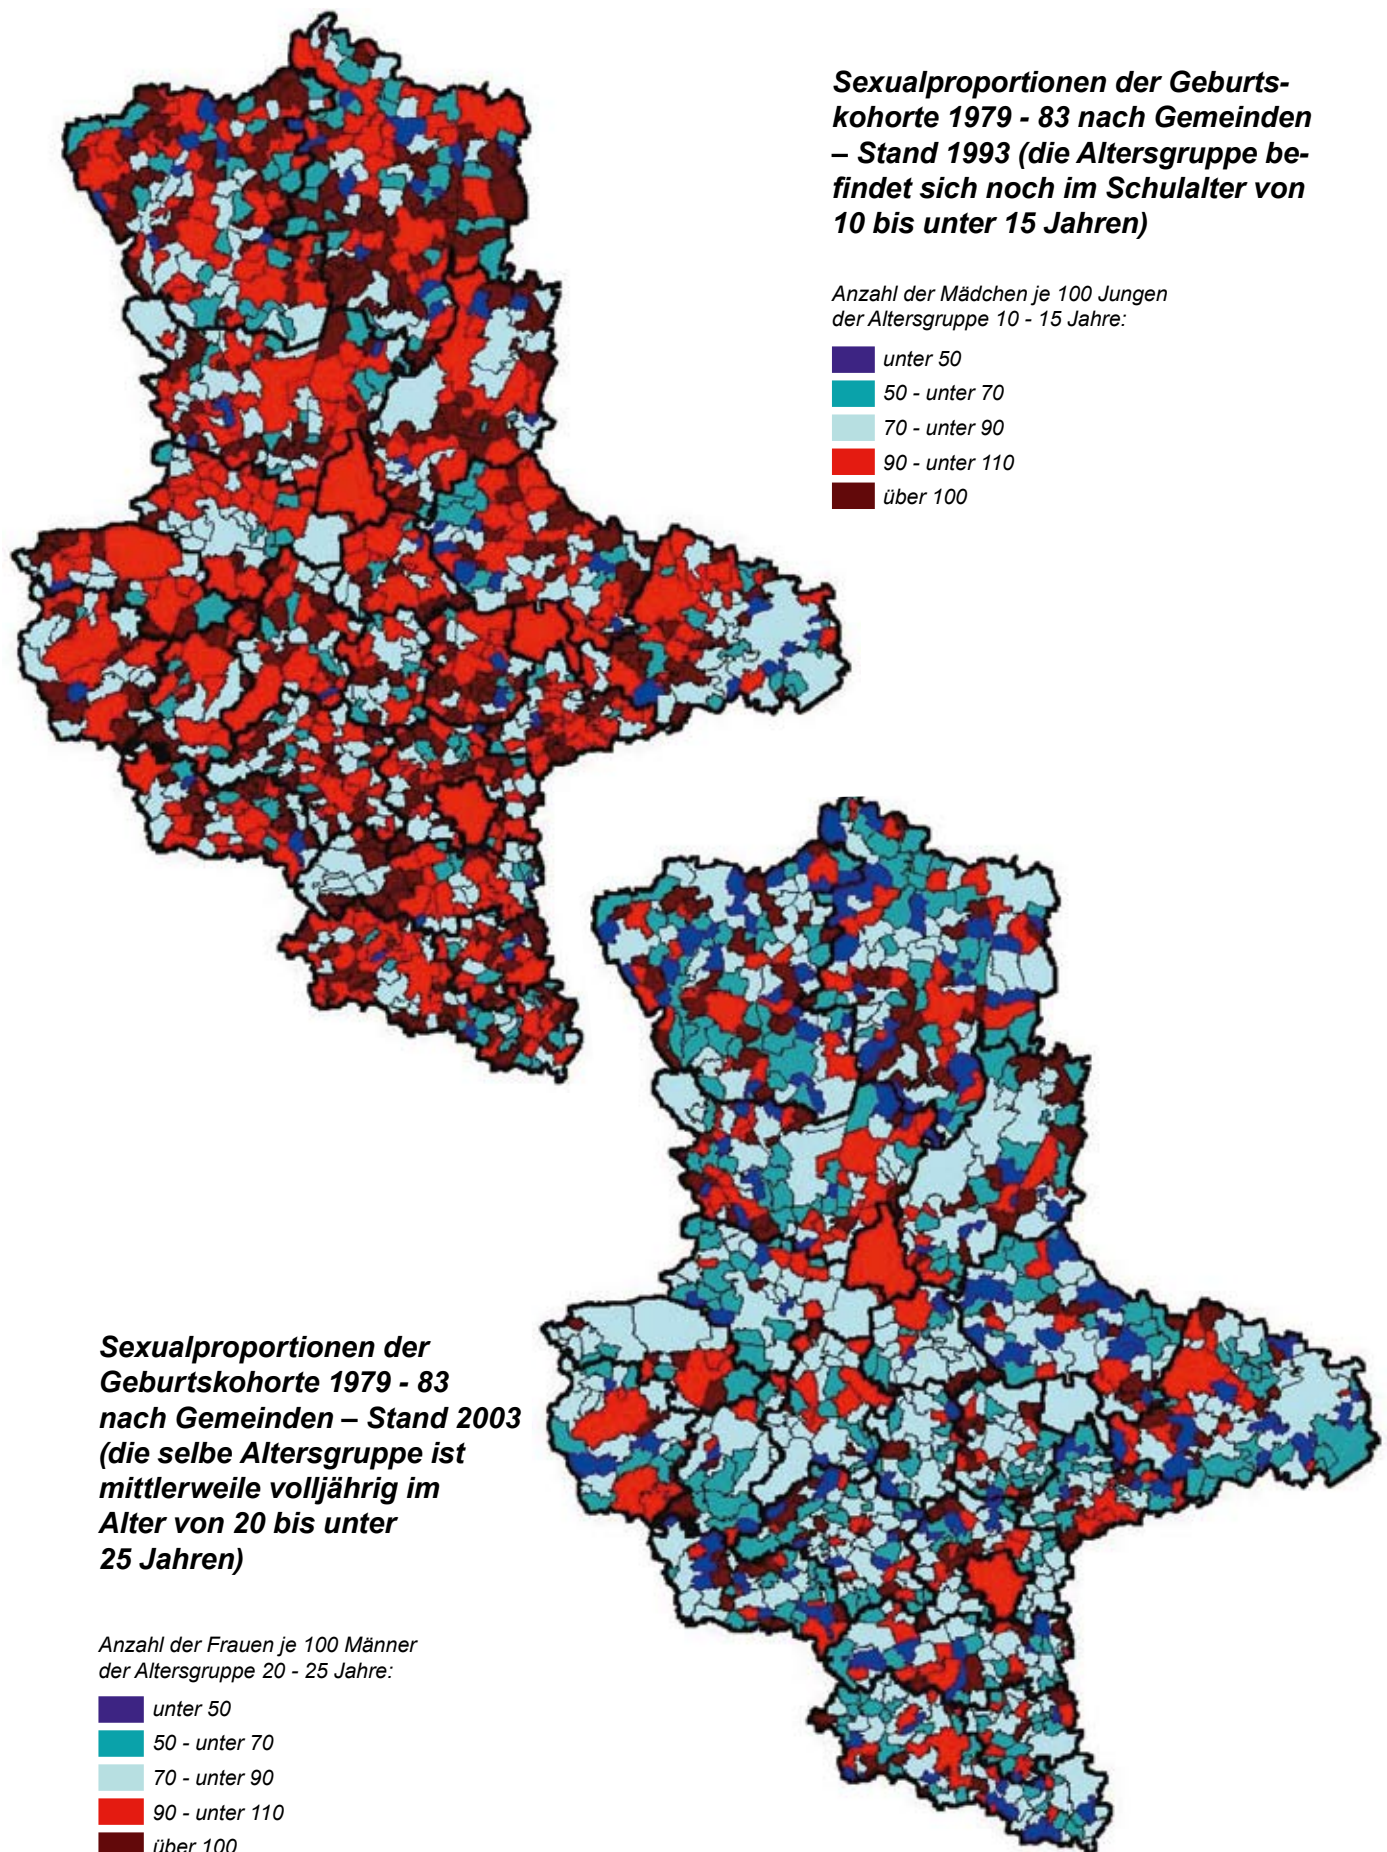 Sexualproportionen der Geburts-
kohorte 1979 - 83 nach Gemeinden
– Stand 1993 (die Altersgruppe be-
findet sich noch im Schulalter von
10 bis unter 15 Jahren)
Anzahl der Mädchen je 100 Jungen
der Altersgruppe 10 - 15 Jahre:
unter 50
50 - unter 70
70 - unter 90
90 - unter 110
über 100
Sexualproportionen der
Geburtskohorte 1979 - 83
nach Gemeinden – Stand 2003
(die selbe Altersgruppe ist
mittlerweile volljährig im
Alter von 20 bis unter
25 Jahren)
Anzahl der Frauen je 100 Männer
der Altersgruppe 20 - 25 Jahre:
unter 50
50 - unter 70
70 - unter 90
90 - unter 110
über 100